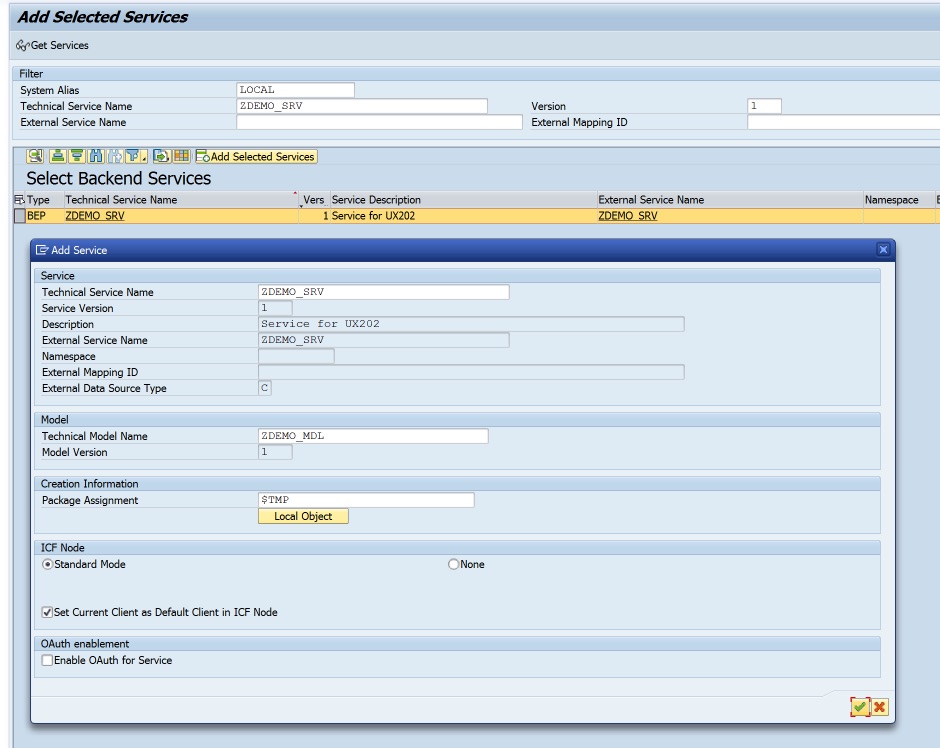 Add Selected Services
Get Services
Filter
System Alias LOCAL
Technical Service Name ZDEMO_SRV Version 1
External Service Name External Mapping ID
Add Selected Services
Select Backend Services
Type Technical Service Name Vers Service Description External Service Name Namespace E
BEP ZDEMO_SRV 1 Service for UX202 ZDEMO_SRV
Add Service
Service
Technical Service Name ZDEMO_SRV
Service Version 1
Description Service for UX202
External Service Name ZDEMO_SRV
Namespace
External Mapping ID
External Data Source Type C
Model
Technical Model Name ZDEMO_MDL
Model Version 1
Creation Information
Package Assignment $TMP
Local Object
ICF Node
Standard Mode None
Set Current Client as Default Client in ICF Node
OAuth enablement
Enable OAuth for Service